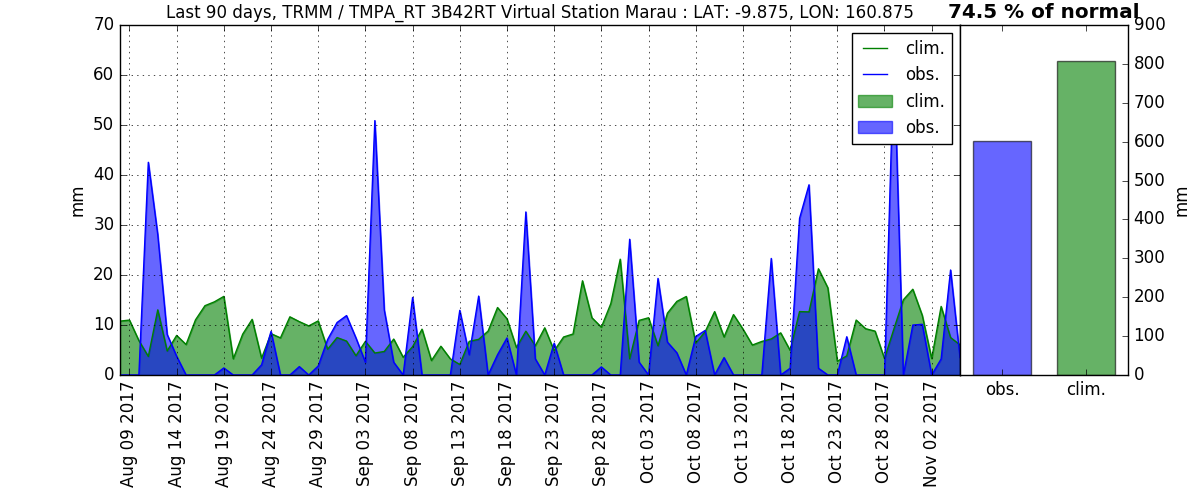 Last 90 days, TRMM / TMPA_RT 3B42RT Virtual Station Marau : LAT: -9.875, LON: 160.875
74.5 % of normal
70
60
50
40
30
20
10
0
mm
clim.
obs.
clim.
obs.
900
800
700
600
500
400
300
200
100
0
mm
obs.
clim.
Aug 09 2017
Aug 14 2017
Aug 19 2017
Aug 24 2017
Aug 29 2017
Sep 03 2017
Sep 08 2017
Sep 13 2017
Sep 18 2017
Sep 23 2017
Sep 28 2017
Oct 03 2017
Oct 08 2017
Oct 13 2017
Oct 18 2017
Oct 23 2017
Oct 28 2017
Nov 02 2017